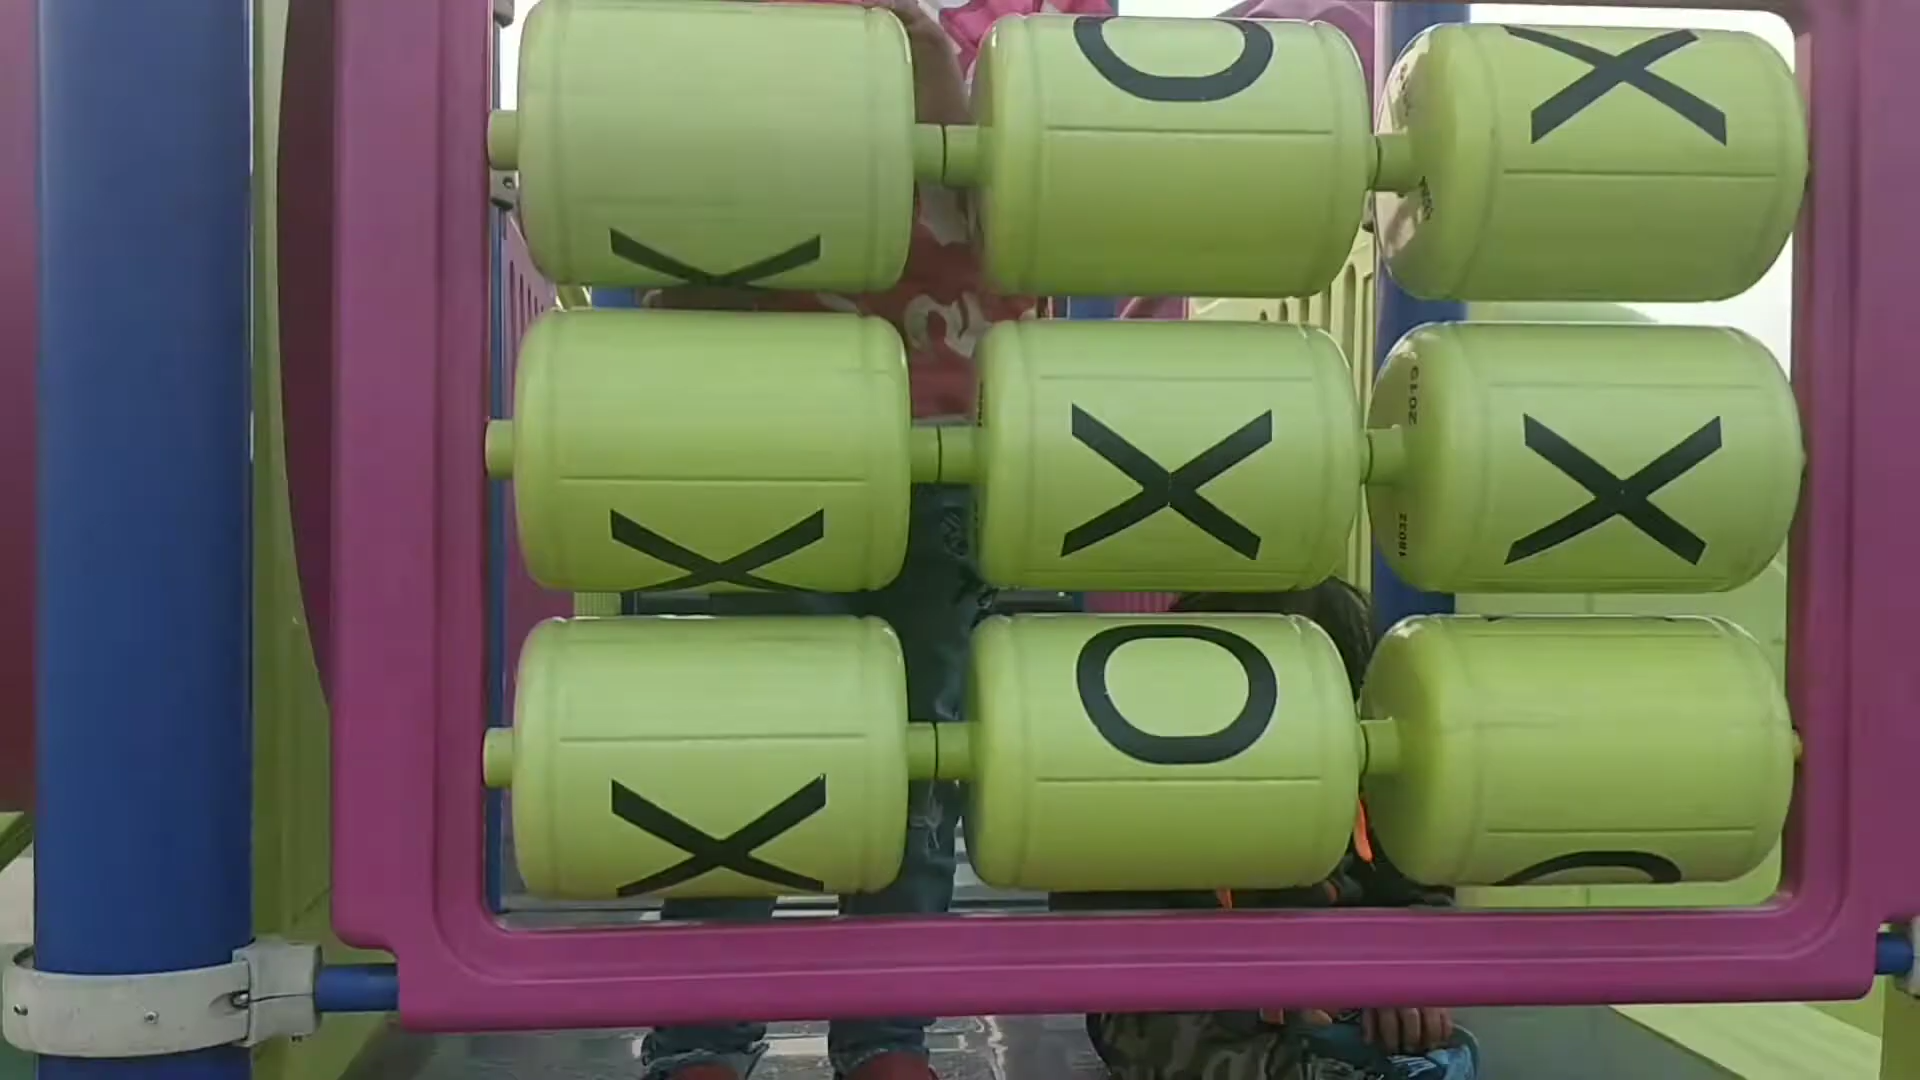 X O X
X X X
2019
18032
X O O